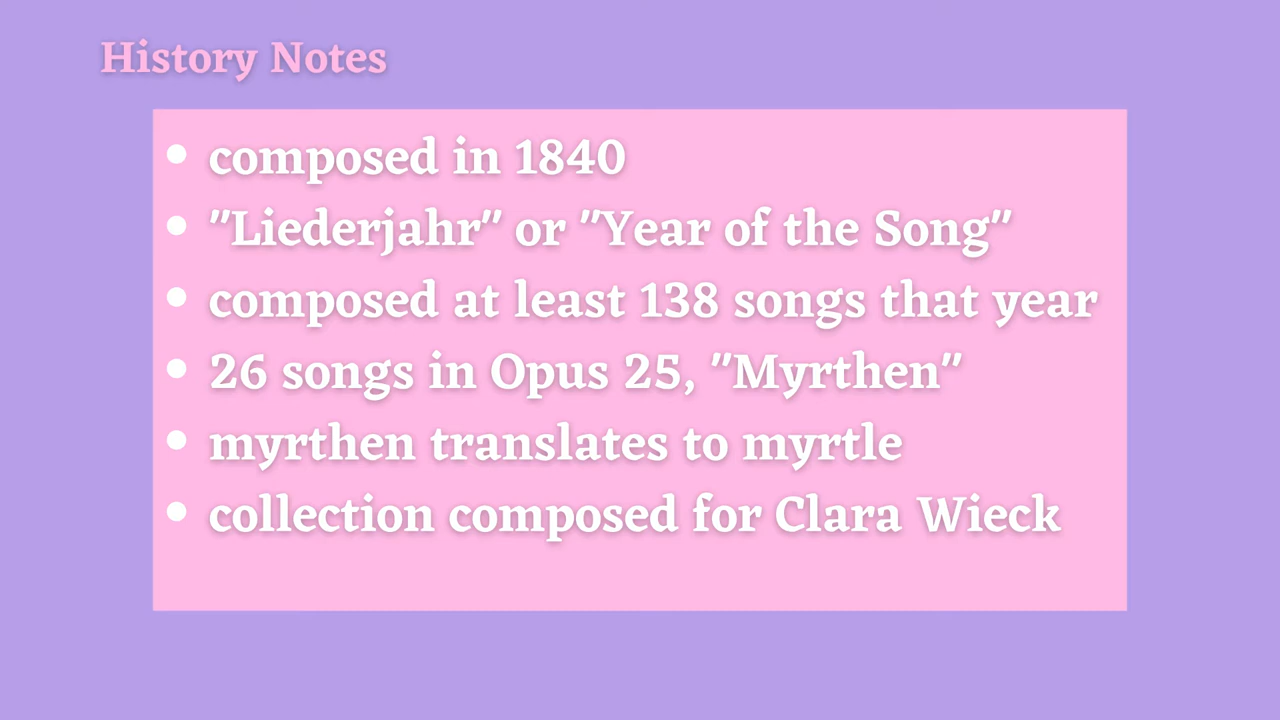 History Notes
• composed in 1840
• "Liederjahr" or "Year of the Song"
• composed at least 138 songs that year
• 26 songs in Opus 25, "Myrthen"
• myrthen translates to myrtle
• collection composed for Clara Wieck